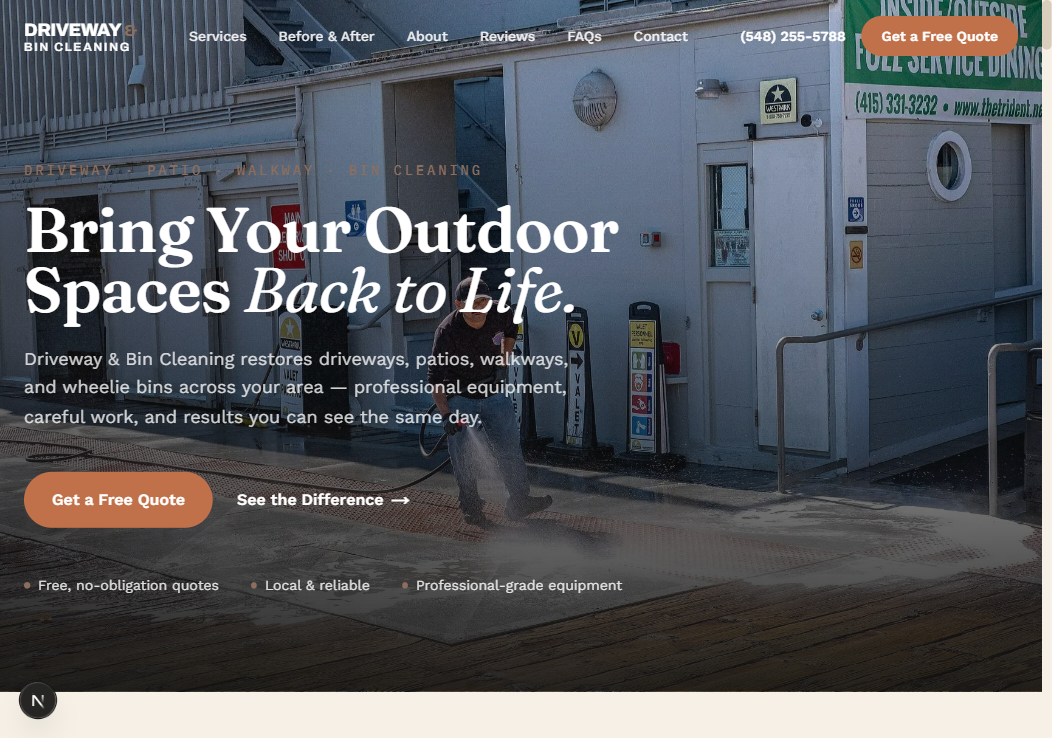 DRIVEWAY &
BIN CLEANING
Services
Before & After
About
Reviews
FAQs
Contact
(548) 255-5788
Get a Free Quote
INSIDE/OUTSIDE
FULL SERVICE DINING
(415) 331-3232 • www.thetrident.ne
WESTMARK
DRIVEWAY · PATIO · WALKWAY · BIN CLEANING
MAIN
SHUT O
Bring Your Outdoor
Spaces Back to Life.
Driveway & Bin Cleaning restores driveways, patios, walkways,
and wheelie bins across your area — professional equipment,
careful work, and results you can see the same day.
V
VALET
VALET
Get a Free Quote
See the Difference →
Free, no-obligation quotes
Local & reliable
Professional-grade equipment
N